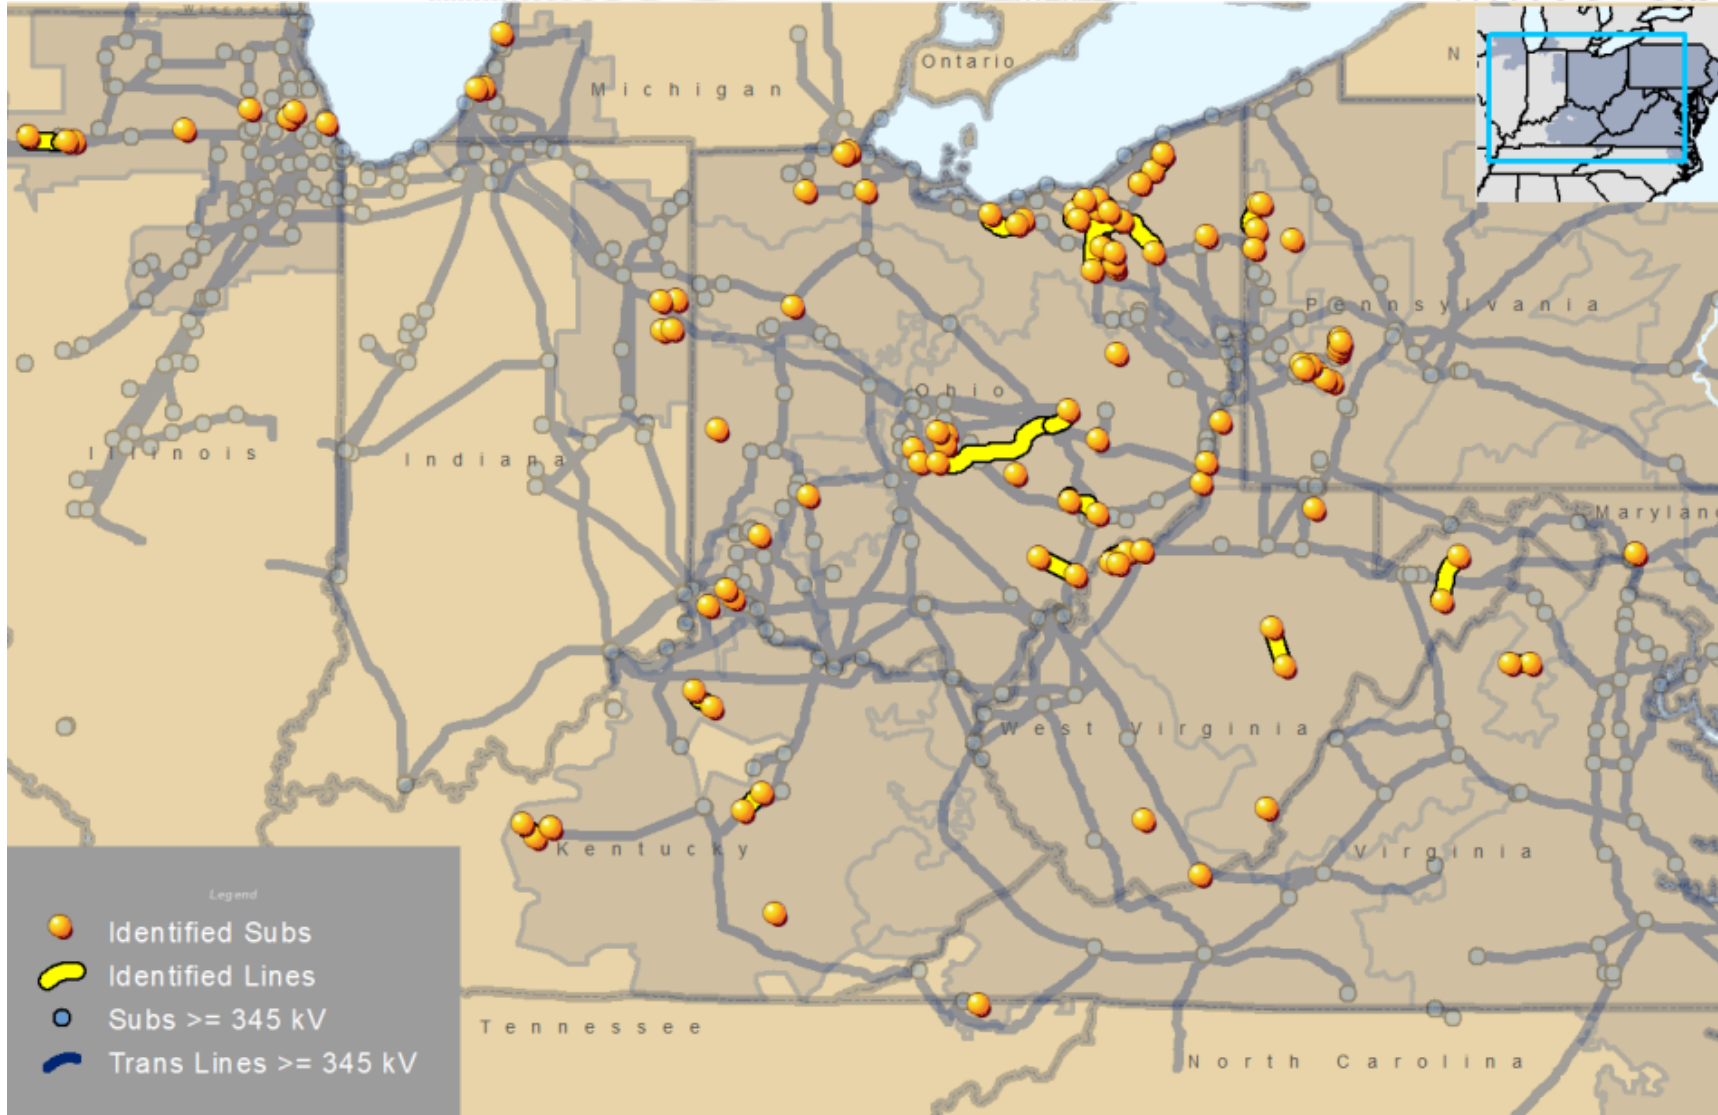 Wisconsin
Michigan
Ontario
N
Pennsylvania
Ohio
Illinois
Indiana
Maryland
West Virginia
Kentucky
Virginia
Tennessee
North Carolina
Legend
Identified Subs
Identified Lines
Subs >= 345 kV
Trans Lines >= 345 kV